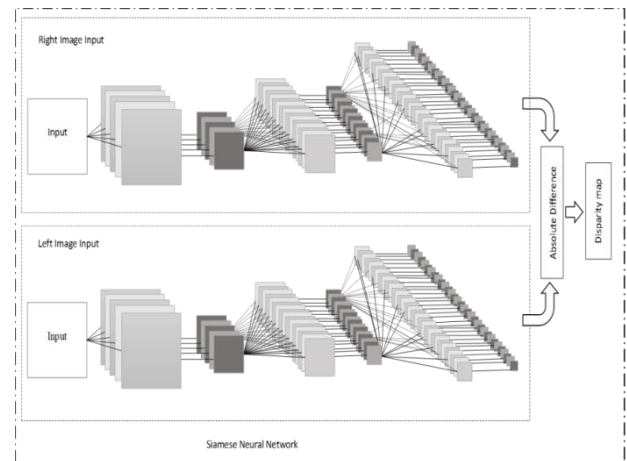 Right Image Input
Input
Left Image Input
Input
Absolute Difference
Disparity map
Siamese Neural Network